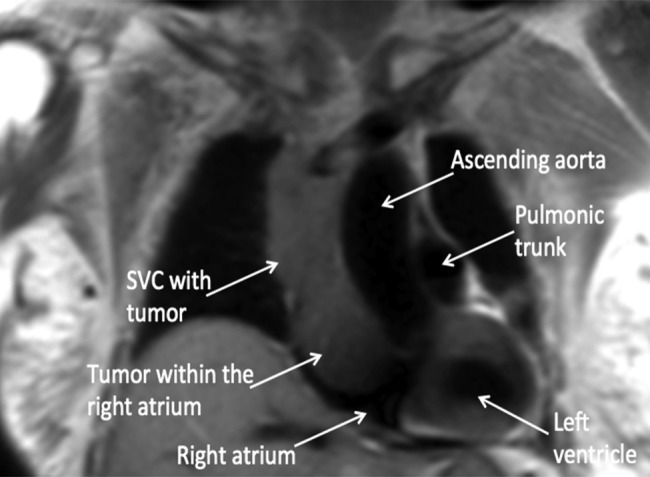 Ascending aorta
Pulmonic
trunk
SVC with
tumor
Tumor within the
right atrium
Right atrium
Left
ventricle